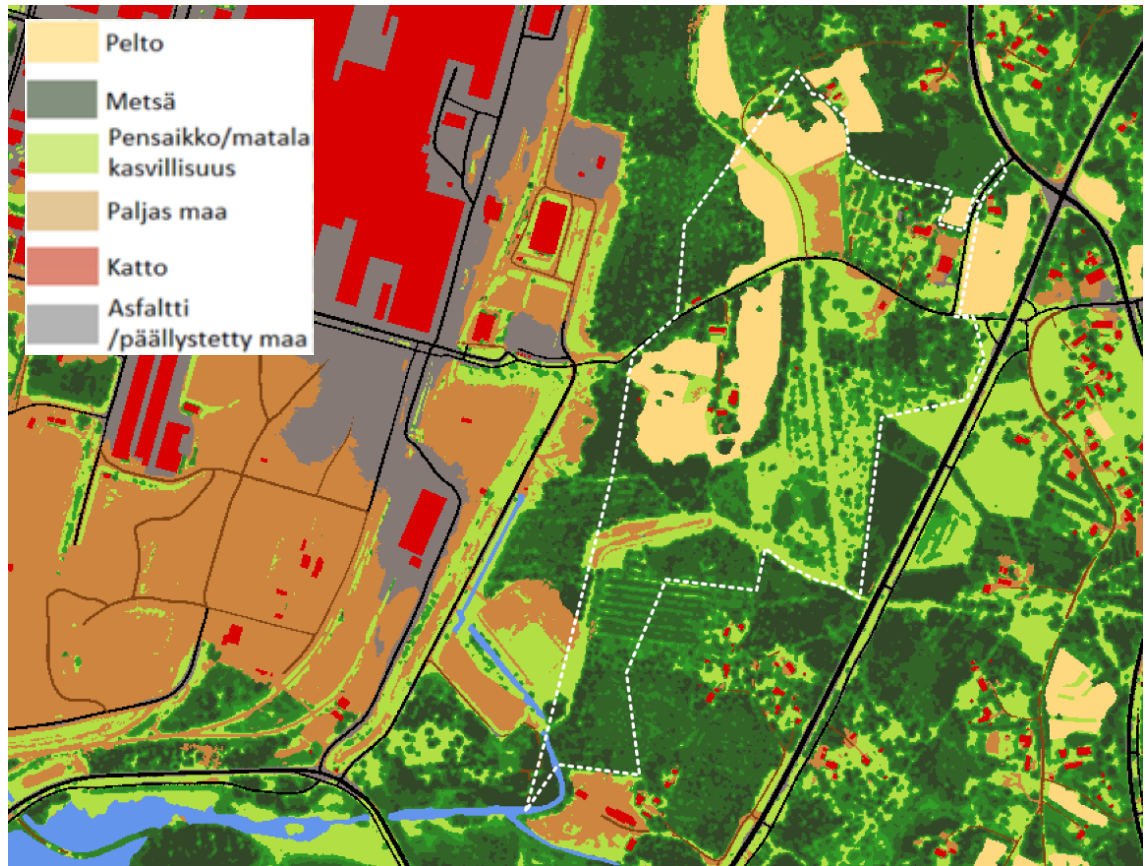 Pelto
Metsä
Pensaikko/matala
kasvillisuus
Paljas maa
Katto
Asfaltti
/päällystetty maa